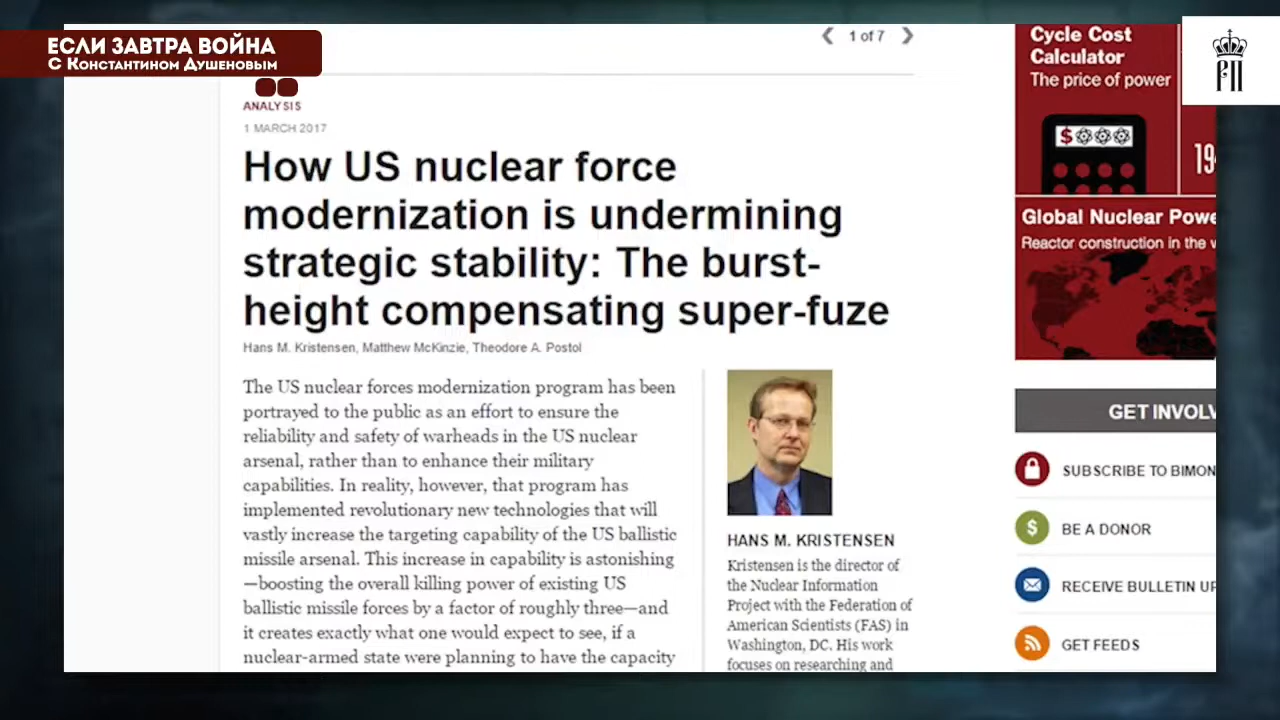 ЕСЛИ ЗАВТРА ВОЙНА
С Константином Душеновым
1 of 7
ANALYSIS
1 MARCH 2017
How US nuclear force
modernization is undermining
strategic stability: The burst-
height compensating super-fuze
Hans M. Kristensen, Matthew McKinzie, Theodore A. Postol
The US nuclear forces modernization program has been
portrayed to the public as an effort to ensure the
reliability and safety of warheads in the US nuclear
arsenal, rather than to enhance their military
capabilities. In reality, however, that program has
implemented revolutionary new technologies that will
vastly increase the targeting capability of the US ballistic
missile arsenal. This increase in capability is astonishing
—boosting the overall killing power of existing US
ballistic missile forces by a factor of roughly three—and
it creates exactly what one would expect to see, if a
nuclear-armed state were planning to have the capacity
HANS M. KRISTENSEN
Kristensen is the director of
the Nuclear Information
Project with the Federation of
American Scientists (FAS) in
Washington, DC. His work
focuses on researching and
Cycle Cost
Calculator
The price of power
$
19
Global Nuclear Powe
Reactor construction in the w
GET INVOLV
SUBSCRIBE TO BIMON
$
BE A DONOR
RECEIVE BULLETIN UP
GET FEEDS